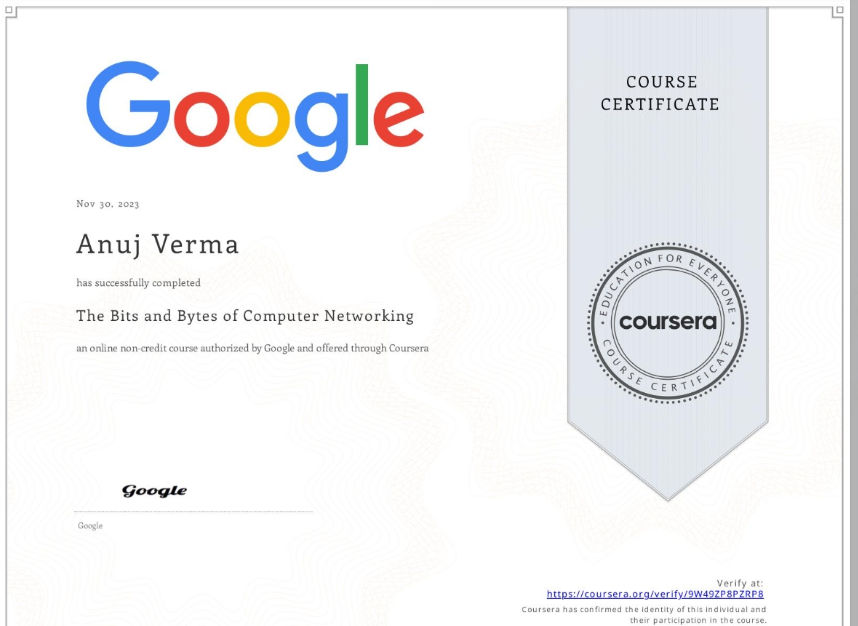 Google
COURSE
CERTIFICATE
Nov 30, 2023
Anuj Verma
has successfully completed
The Bits and Bytes of Computer Networking
an online non-credit course authorized by Google and offered through Coursera
EDUCATION FOR EVERYONE
coursera
COURSE CERTIFICATE
Google
Google
Verify at:
https://coursera.org/verify/9W49ZP8PZRP8
Coursera has confirmed the identity of this individual and
their participation in the course.